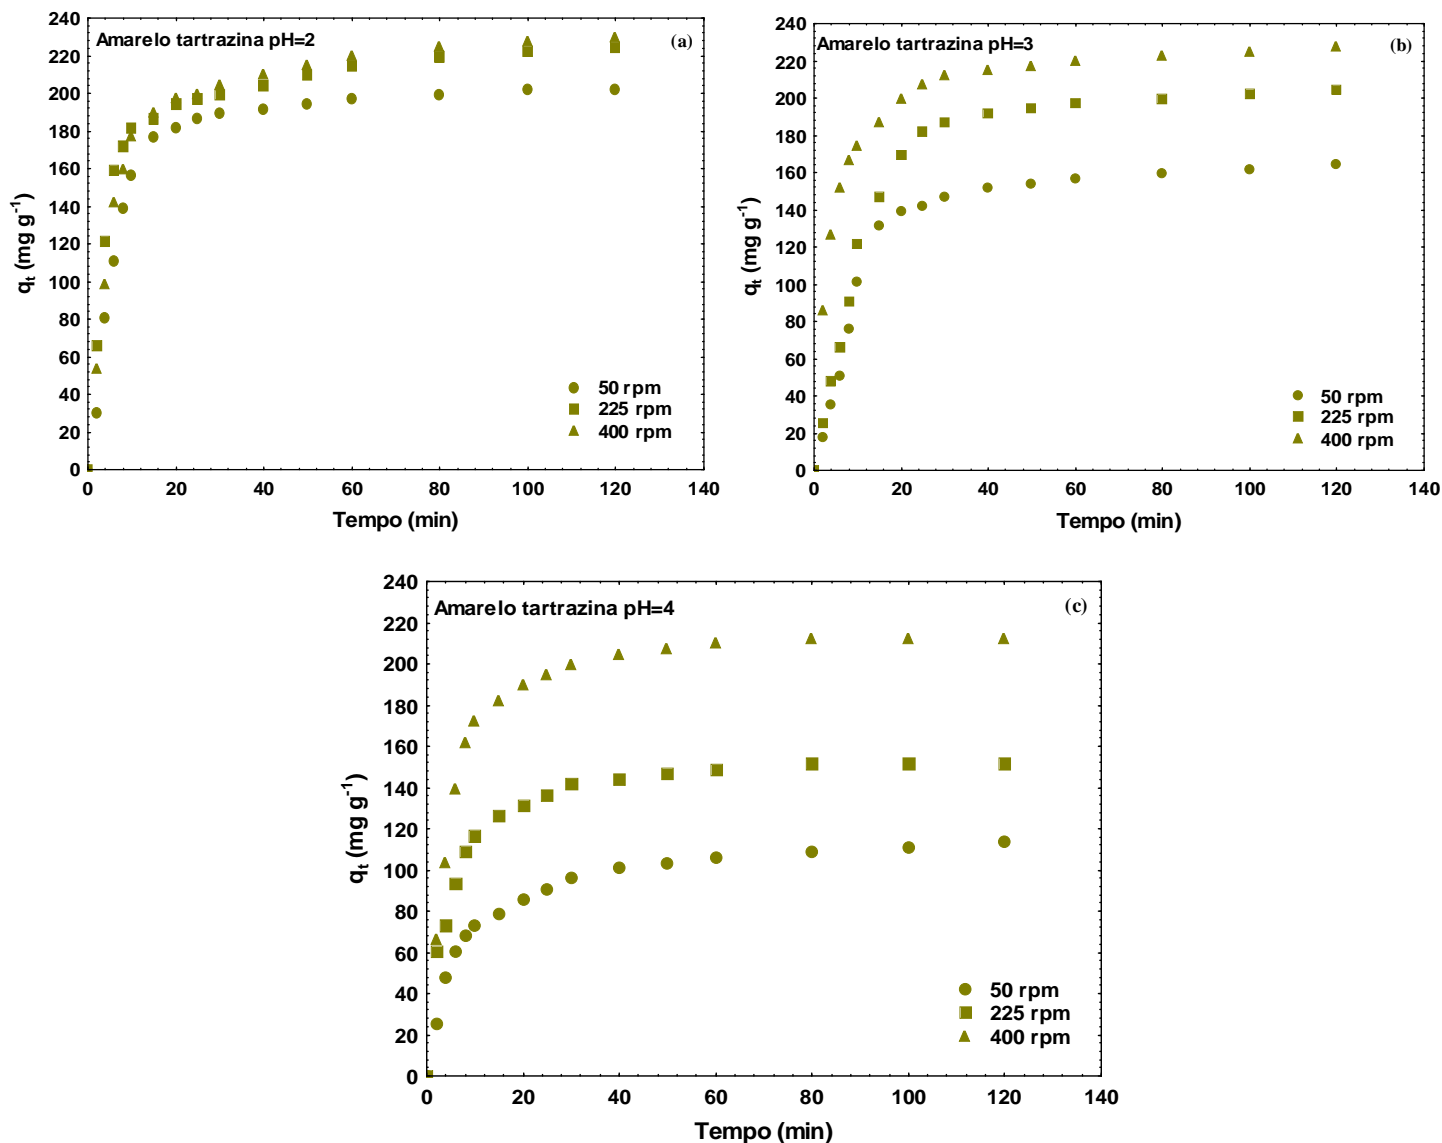 Amarelo tartrazina pH=2
(a)
240
220
200
180
160
140
120
100
80
60
40
20
0
qt (mg g-1)
0 20 40 60 80 100 120 140
Tempo (min)
50 rpm
225 rpm
400 rpm
Amarelo tartrazina pH=3
(b)
240
220
200
180
160
140
120
100
80
60
40
20
0
qt (mg g-1)
0 20 40 60 80 100 120 140
Tempo (min)
50 rpm
225 rpm
400 rpm
Amarelo tartrazina pH=4
(c)
240
220
200
180
160
140
120
100
80
60
40
20
0
qt (mg g-1)
0 20 40 60 80 100 120 140
Tempo (min)
50 rpm
225 rpm
400 rpm